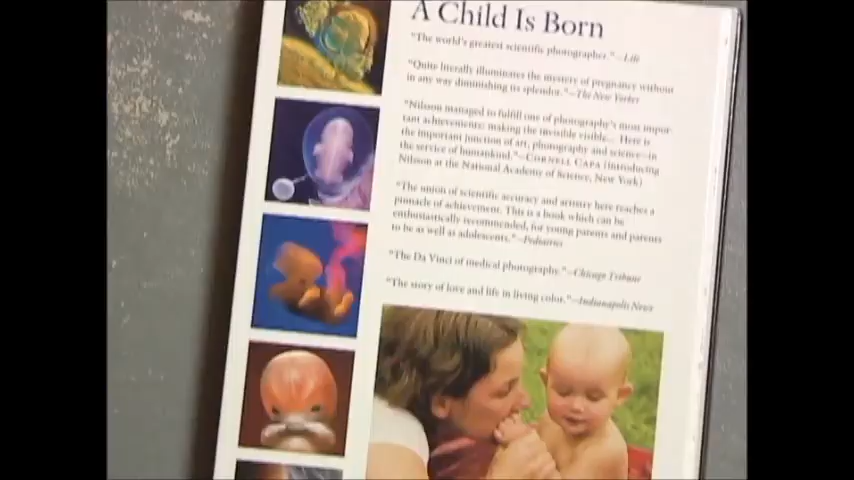 A Child Is Born
"The world's greatest scientific photographer."—Life
"Quite literally illuminates the mystery of pregnancy without
in any way diminishing its splendor."—The New Yorker
"Nilsson managed to fulfill one of photography's most impor-
tant achievements: making the invisible visible... Here is
the important junction of art, photography and science—in
the service of humankind."—CORNELL CAPA (introducing
Nilsson at the National Academy of Science, New York)
"The union of scientific accuracy and artistry here reaches a
pinnacle of achievement. This is a book which can be
enthusiastically recommended, for young parents and parents
to be as well as adolescents."—Pediatrics
"The Da Vinci of medical photography."—Chicago Tribune
"The story of love and life in living color."—Indianapolis News